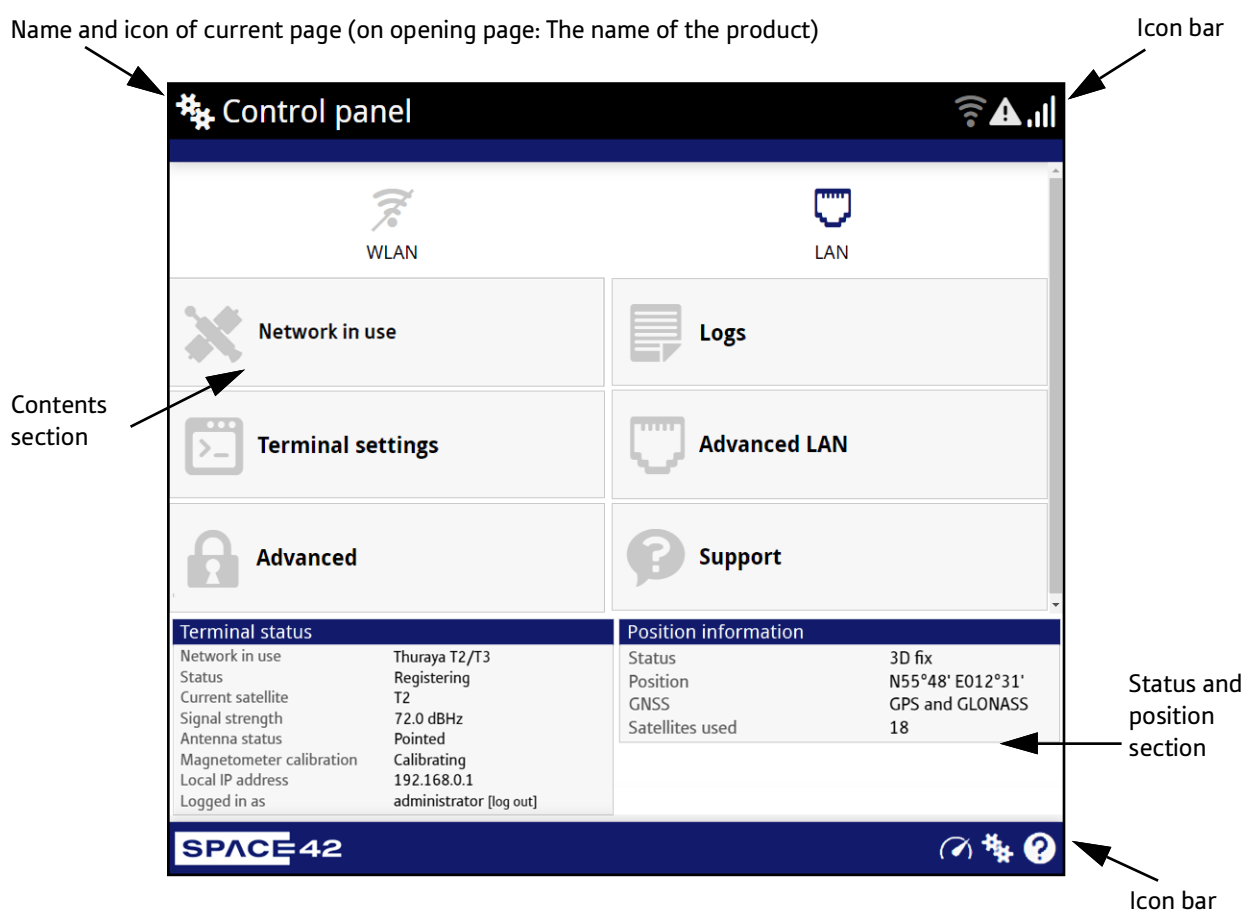 Name and icon of current page (on opening page: The name of the product)
Icon bar
Control panel
WLAN
LAN
Network in use
Logs
Contents
section
Terminal settings
Advanced LAN
Advanced
Support
Terminal status
Network in use Thuraya T2/T3
Status Registering
Current satellite T2
Signal strength 72.0 dBHz
Antenna status Pointed
Magnetometer calibration Calibrating
Local IP address 192.168.0.1
Logged in as administrator [log out]
Position information
Status 3D fix
Position N55°48' E012°31'
GNSS GPS and GLONASS
Satellites used 18
Status and
position
section
SPACE42
Icon bar